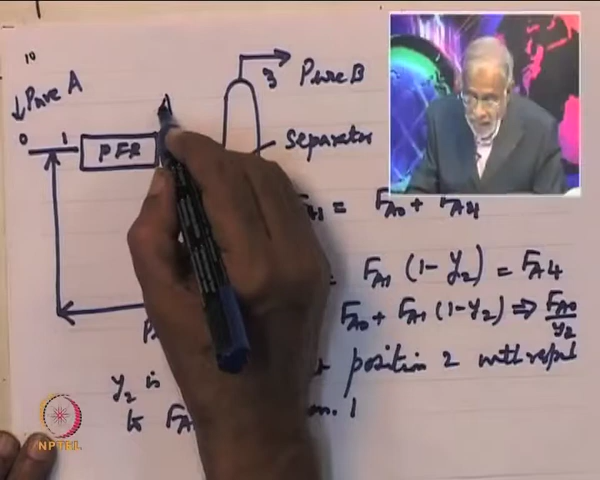 10
Pure A
0
1
PFR
3
Pure B
Separator
= FA0 + FA4
FA1 (1 - y2) = FA4
FA0 + FA1 (1 - y2) ⇒ FA0/y2
y2 is
position 2 with respect
to FA
1
NPTEL